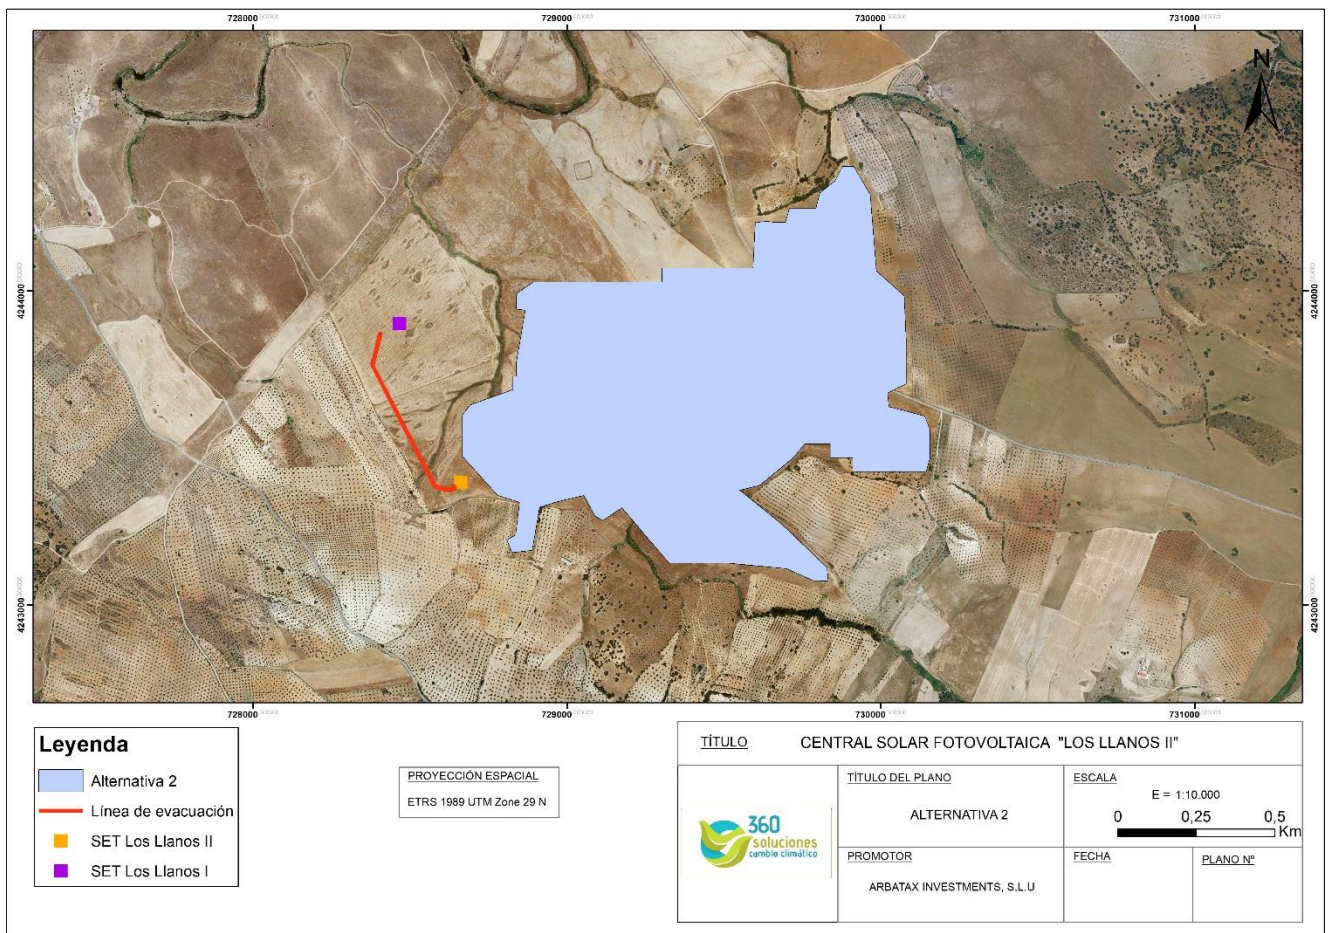 728000 729000 730000 731000
N
4244000 4244000
4243000 4243000
728000 729000 730000 731000
Leyenda
Alternativa 2
Línea de evacuación
SET Los Llanos II
SET Los Llanos I
PROYECCIÓN ESPACIAL
ETRS 1989 UTM Zone 29 N
TÍTULO CENTRAL SOLAR FOTOVOLTAICA "LOS LLANOS II"
360
soluciones
cambio climático
TÍTULO DEL PLANO
ALTERNATIVA 2
ESCALA
E = 1:10.000
0 0,25 0,5
Km
PROMOTOR
ARBATAX INVESTMENTS, S.L.U
FECHA
PLANO Nº